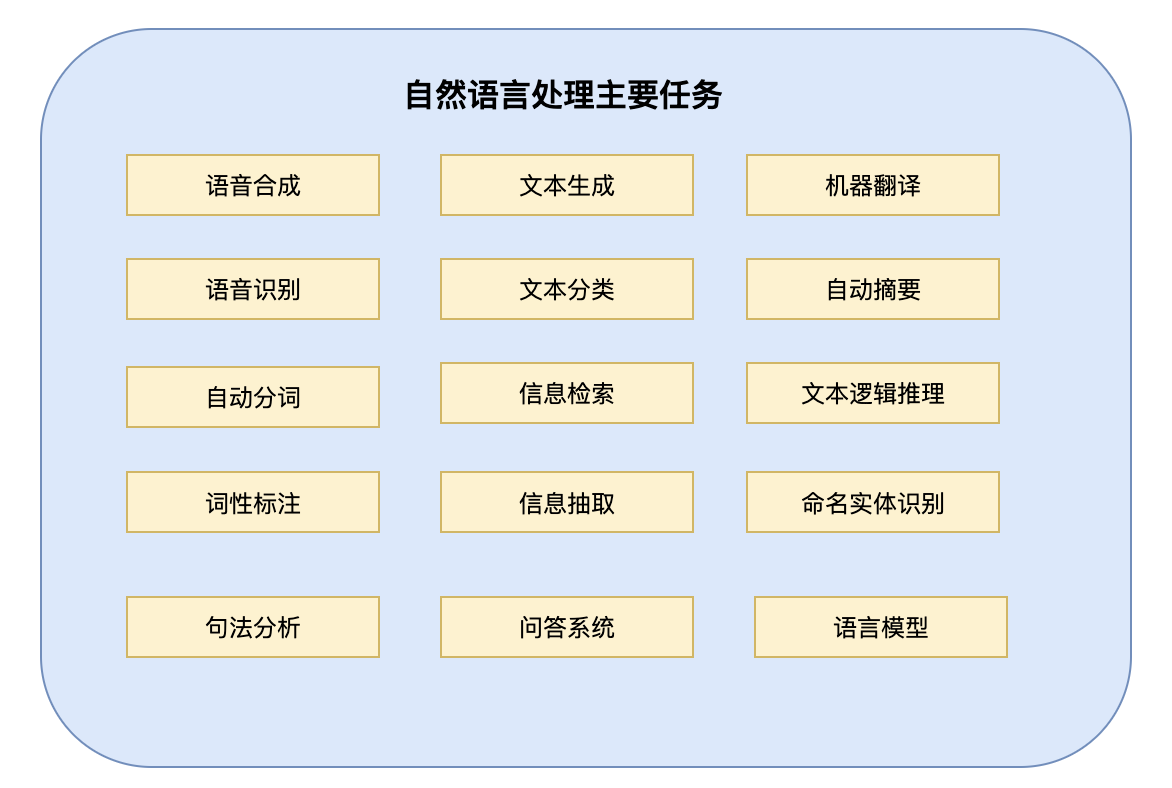 自然语言处理主要任务
语音合成
文本生成
机器翻译
语音识别
文本分类
自动摘要
自动分词
信息检索
文本逻辑推理
词性标注
信息抽取
命名实体识别
句法分析
问答系统
语言模型